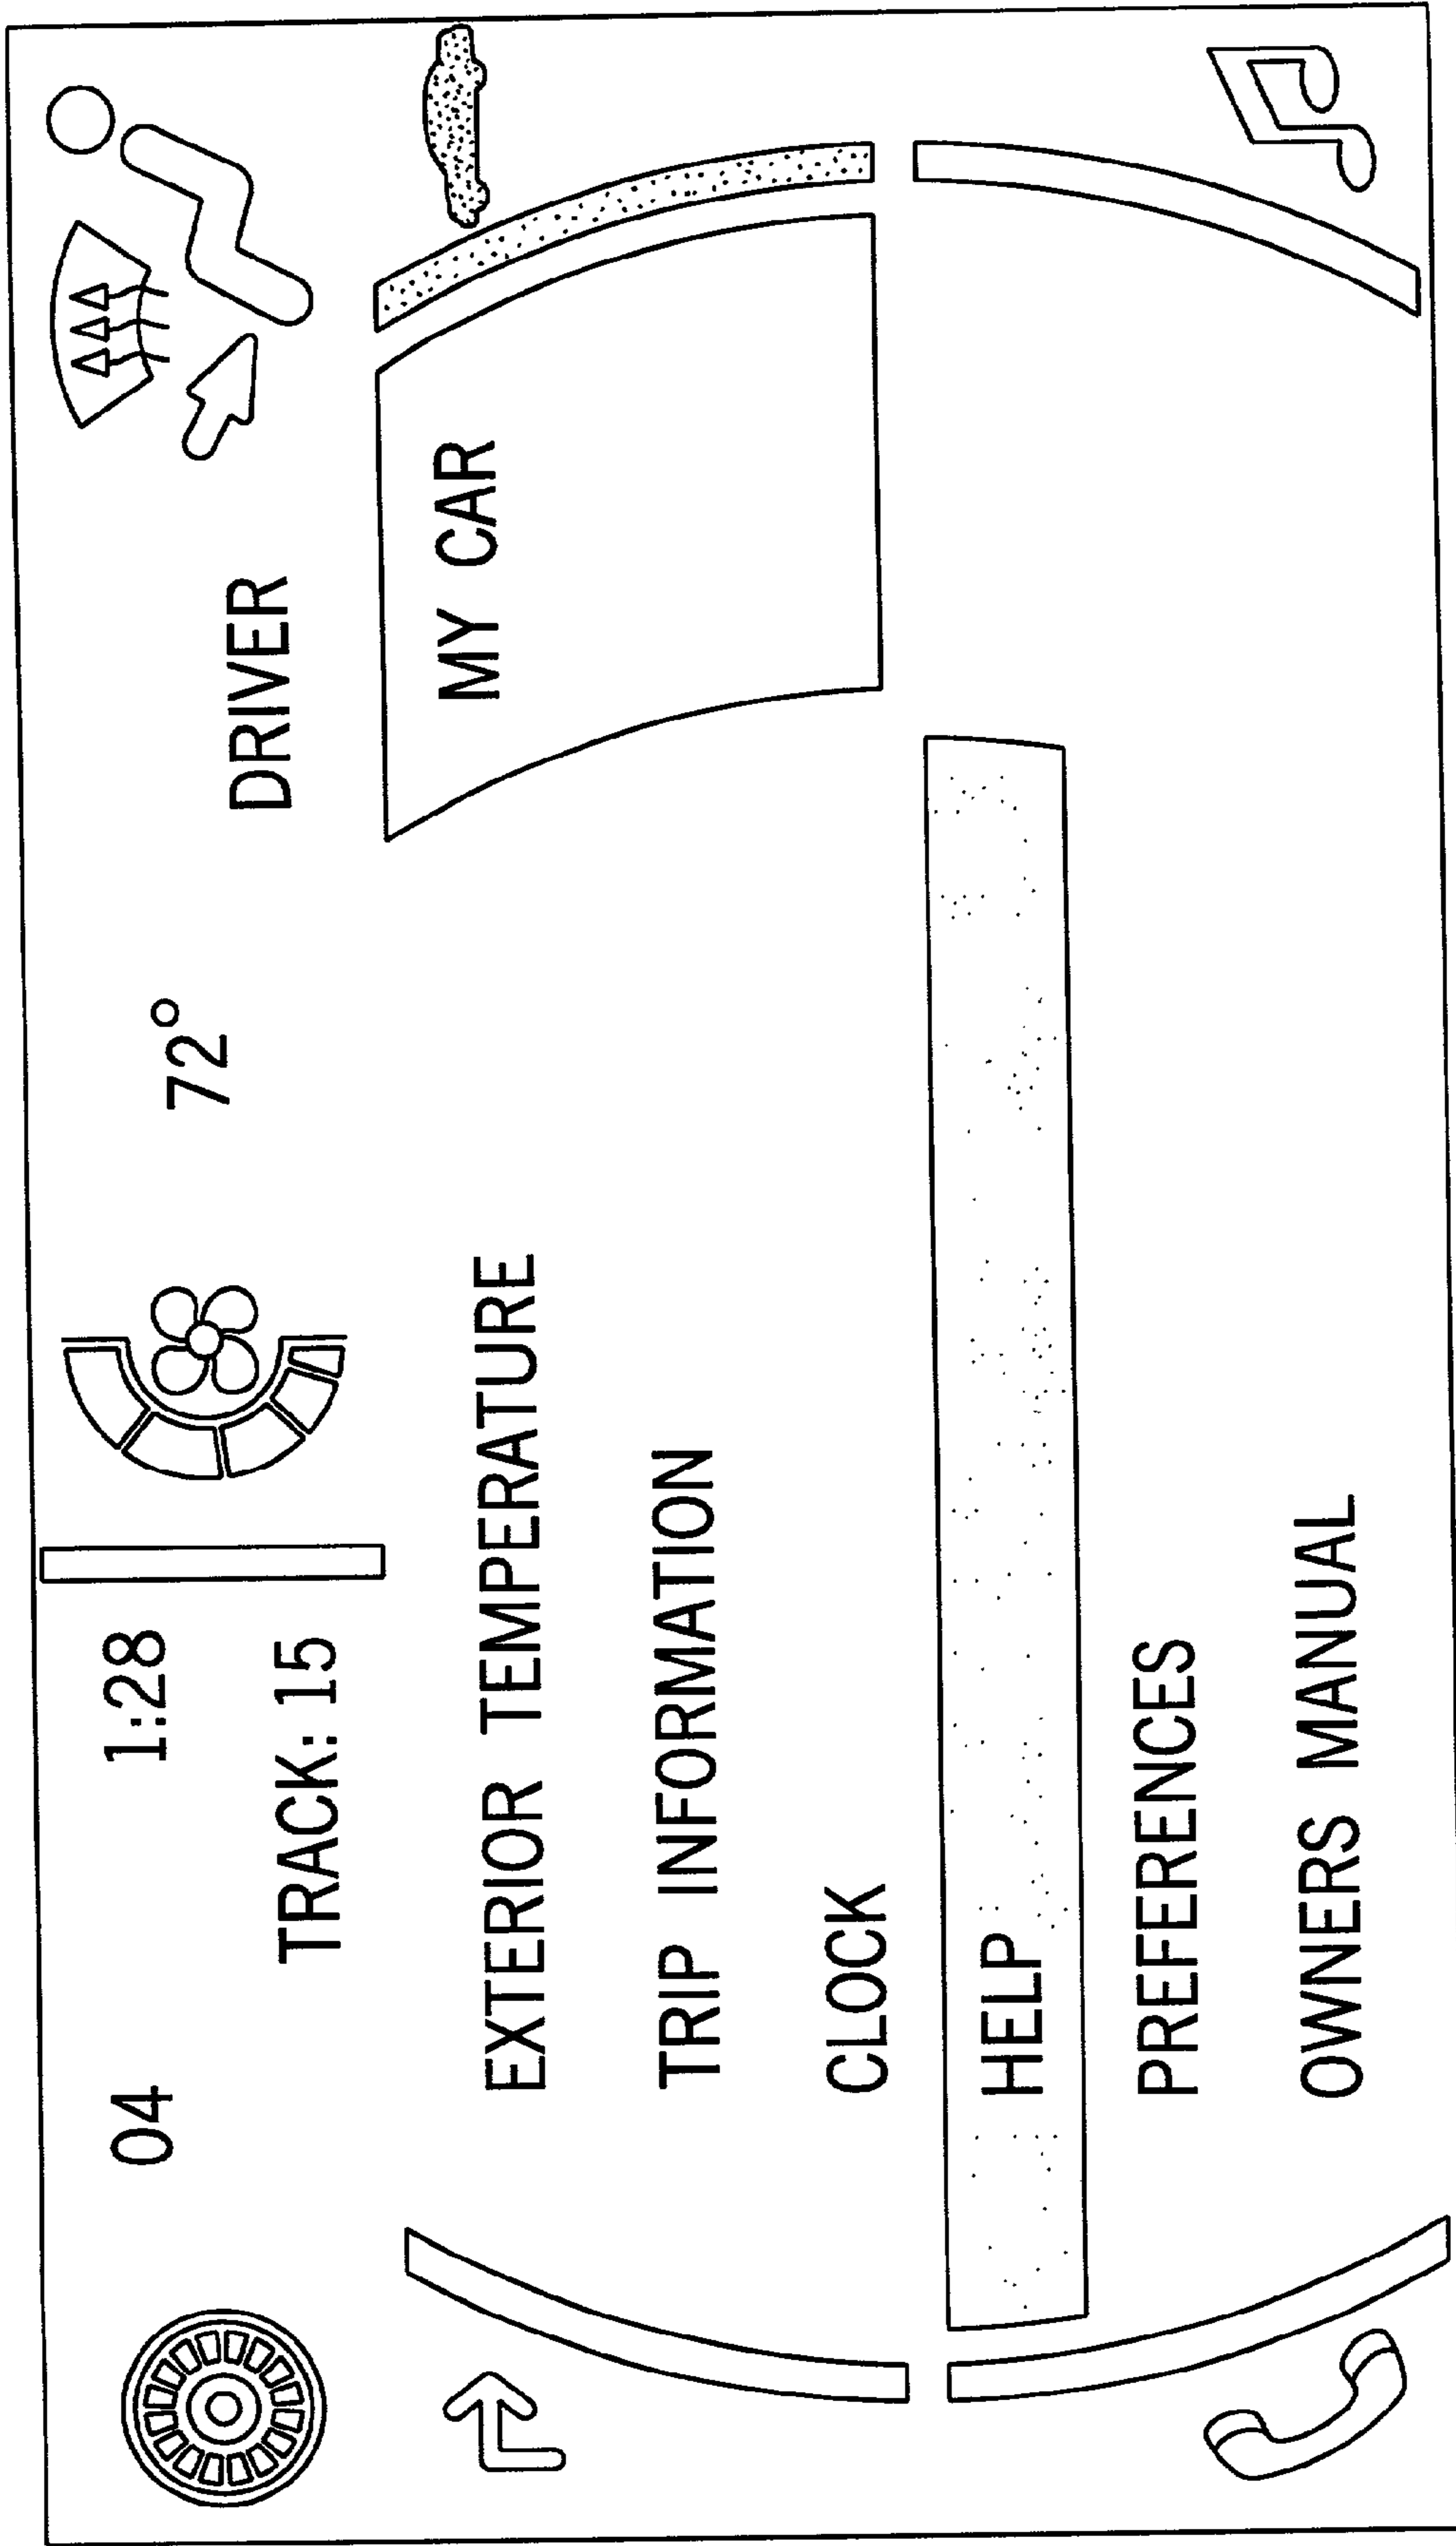 04 1:28 72°
TRACK: 15 DRIVER
EXTERIOR TEMPERATURE MY CAR
TRIP INFORMATION
CLOCK
HELP
PREFERENCES
OWNERS MANUAL